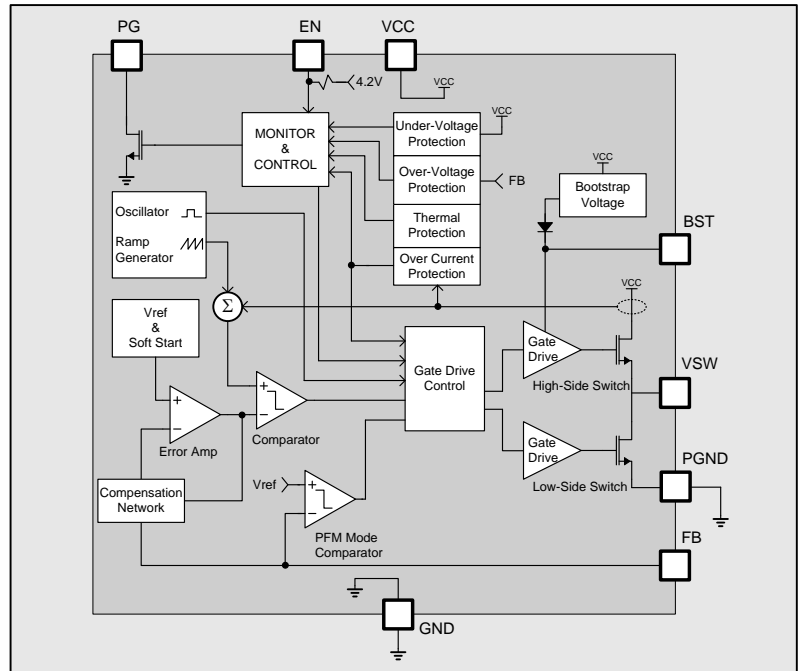 PG
EN
VCC
4.2V
VCC
MONITOR
&
CONTROL
Under-Voltage
Protection
VCC
Over-Voltage
Protection
FB
Thermal
Protection
Over Current
Protection
VCC
Bootstrap
Voltage
BST
Oscillator
Ramp
Generator
Σ
VCC
Vref
&
Soft Start
Gate Drive
Control
Gate
Drive
High-Side Switch
VSW
+
−
Error Amp
+
−
Comparator
Gate
Drive
Low-Side Switch
PGND
Compensation
Network
Vref
+
−
PFM Mode
Comparator
FB
GND